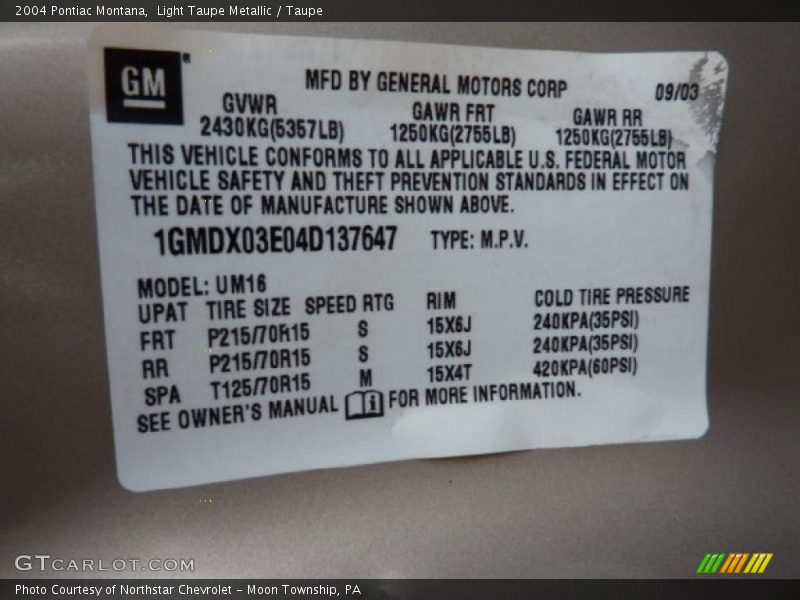 2004 Pontiac Montana,  Light Taupe Metallic / Taupe
GM®
MFD BY GENERAL MOTORS CORP 09/03
GVWR GAWR FRT GAWR RR
2430KG(5357LB) 1250KG(2755LB) 1250KG(2755LB)
THIS VEHICLE CONFORMS TO ALL APPLICABLE U.S. FEDERAL MOTOR
VEHICLE SAFETY AND THEFT PREVENTION STANDARDS IN EFFECT ON
THE DATE OF MANUFACTURE SHOWN ABOVE.
1GMDX03E04D137647 TYPE: M.P.V.
MODEL: UM16
UPAT TIRE SIZE SPEED RTG RIM COLD TIRE PRESSURE
FRT P215/70R15 S 15X6J 240KPA(35PSI)
RR P215/70R15 S 15X6J 240KPA(35PSI)
SPA T125/70R15 M 15X4T 420KPA(60PSI)
SEE OWNER'S MANUAL FOR MORE INFORMATION.
GTCARLOT.COM
Photo Courtesy of Northstar Chevrolet - Moon Township, PA